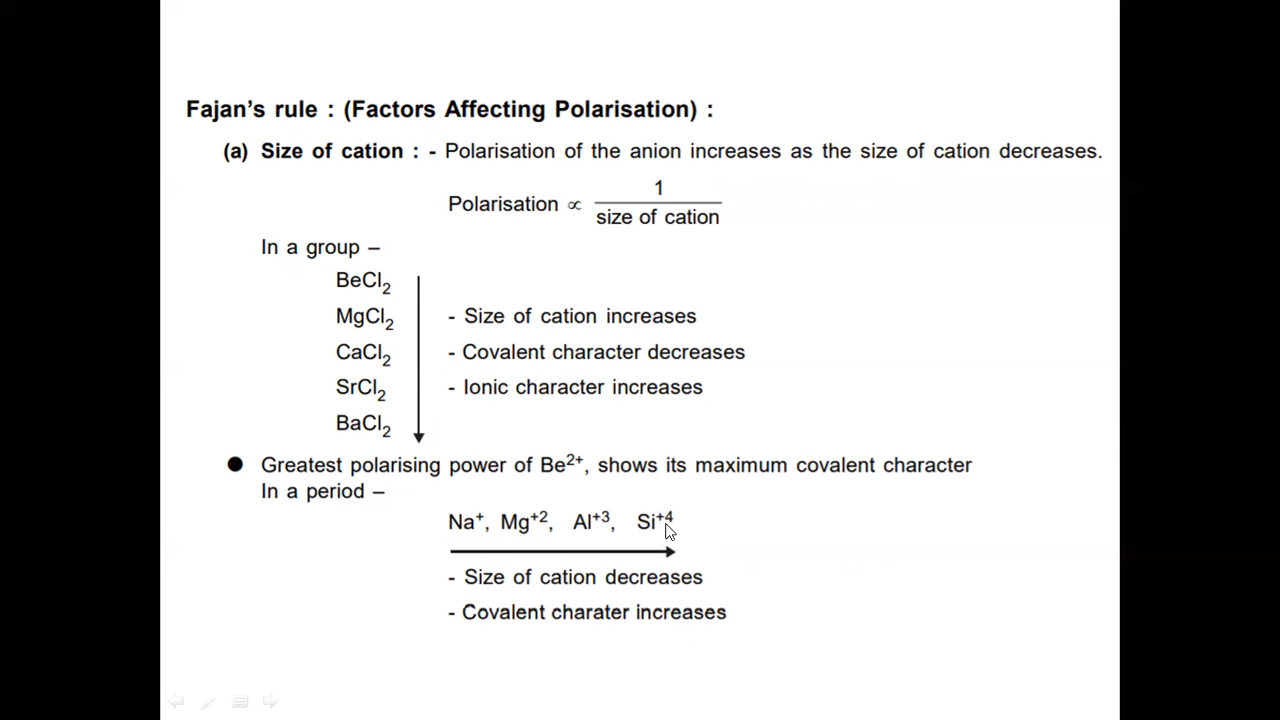 Fajan's rule : (Factors Affecting Polarisation) :
(a) Size of cation : - Polarisation of the anion increases as the size of cation decreases.
Polarisation ∝ 1 / size of cation
In a group –
BeCl₂
MgCl₂ - Size of cation increases
CaCl₂ - Covalent character decreases
SrCl₂ - Ionic character increases
BaCl₂
● Greatest polarising power of Be²⁺, shows its maximum covalent character
In a period –
Na⁺, Mg⁺², Al⁺³, Si⁺⁴
- Size of cation decreases
- Covalent charater increases